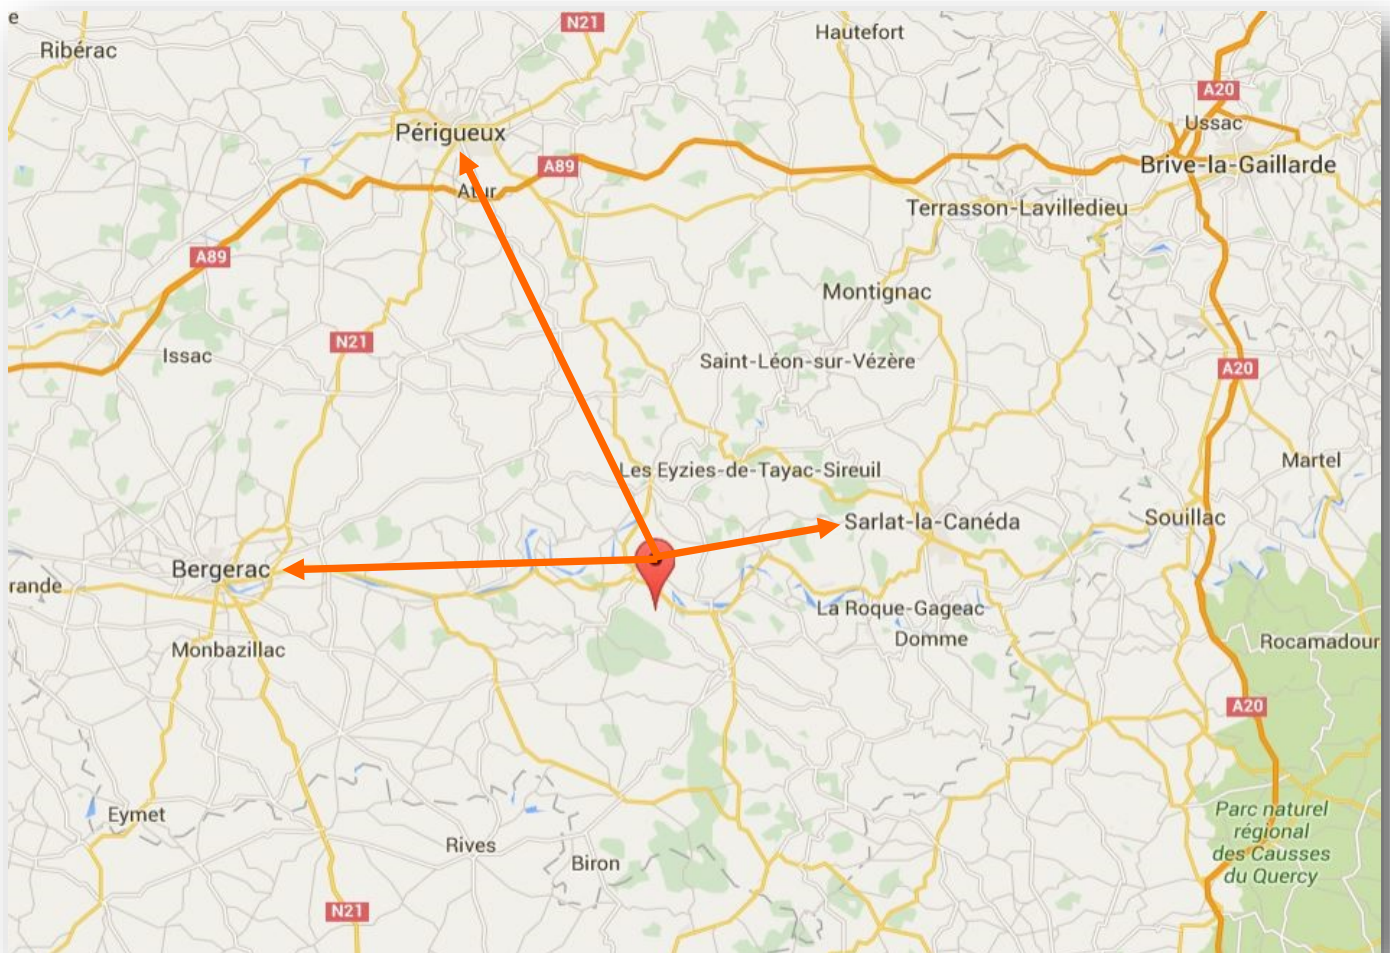 e
N21
Hautefort
Ribérac
A20
Ussac
Périgueux
A89
Brive-la-Gaillarde
Atur
Terrasson-Lavilledieu
A89
Montignac
N21
Issac
Saint-Léon-sur-Vézère
A20
Martel
Les Eyzies-de-Tayac-Sireuil
Sarlat-la-Canéda
Souillac
Bergerac
rande
La Roque-Gageac
Domme
Rocamadour
Monbazillac
A20
Eymet
Parc naturel
régional
des Causses
du Quercy
Rives
Biron
N21